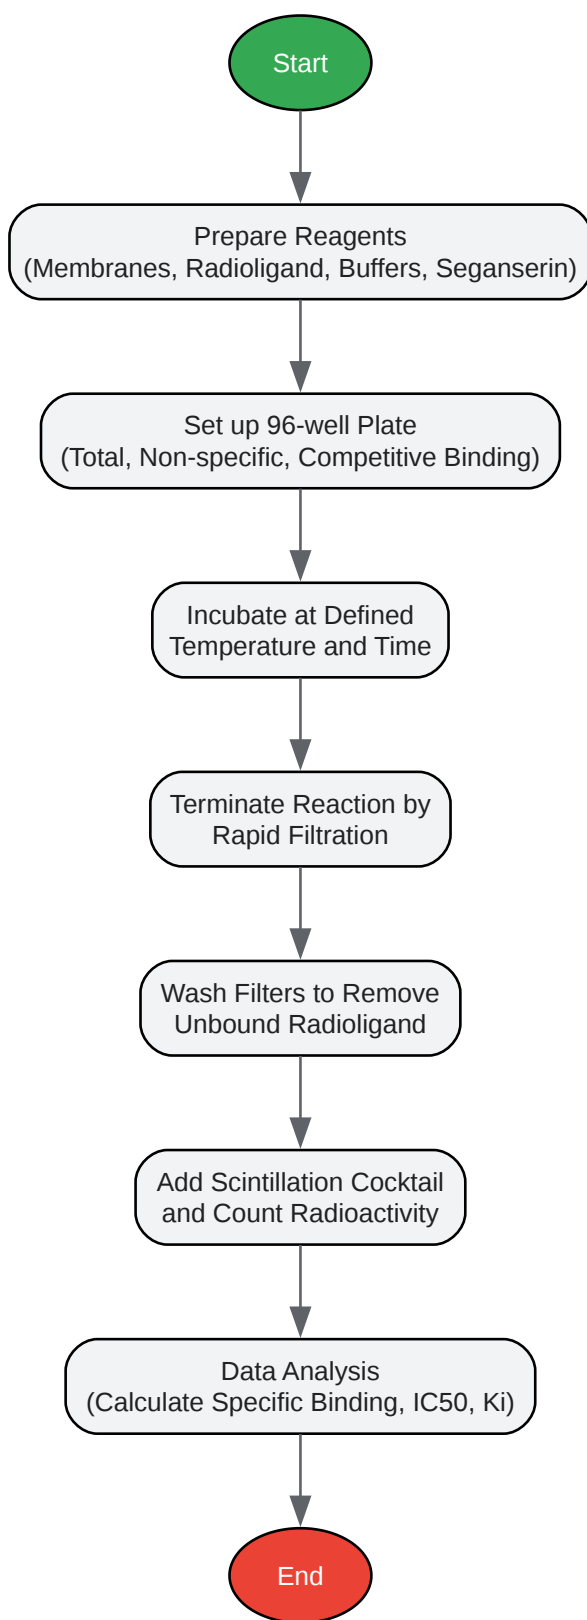 Start
Prepare Reagents
(Membranes, Radioligand, Buffers, Seganserin)
Set up 96-well Plate
(Total, Non-specific, Competitive Binding)
Incubate at Defined
Temperature and Time
Terminate Reaction by
Rapid Filtration
Wash Filters to Remove
Unbound Radioligand
Add Scintillation Cocktail
and Count Radioactivity
Data Analysis
(Calculate Specific Binding, IC50, Ki)
End